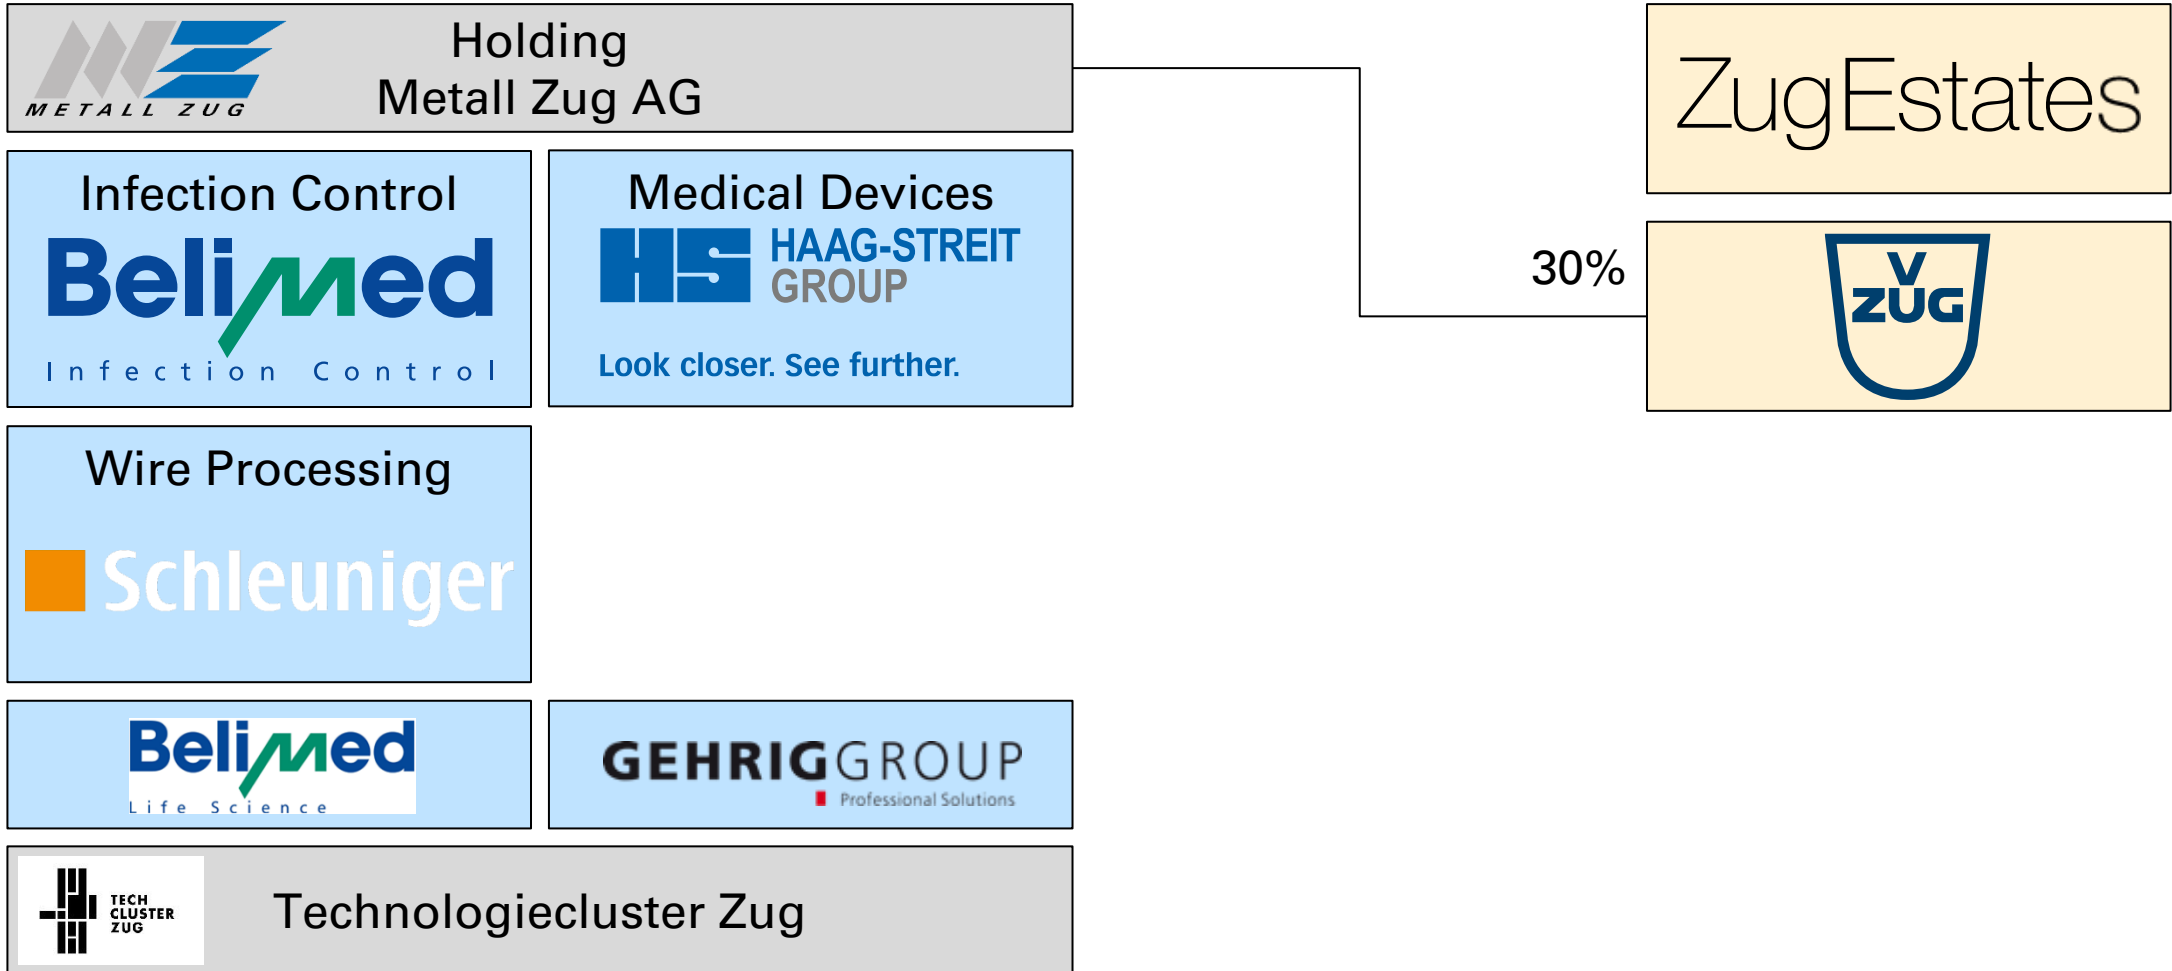 METALL ZUG
Holding
Metall Zug AG
ZugEstates
Infection Control
Belimed
Infection Control
Medical Devices
HS HAAG-STREIT
GROUP
Look closer. See further.
30%
V
ZUG
Wire Processing
Schleuniger
Belimed
Life Science
GEHRIGGROUP
Professional Solutions
TECH
CLUSTER
ZUG
Technologiecluster Zug